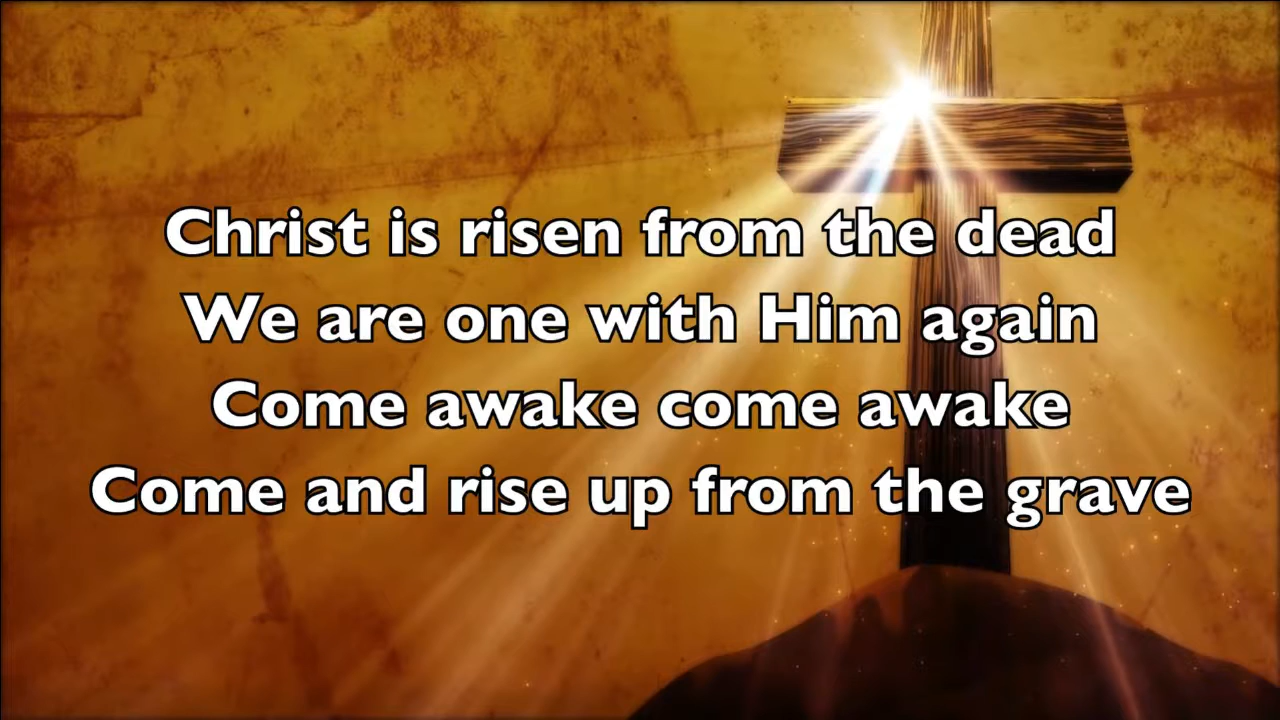 Christ is risen from the dead
We are one with Him again
Come awake come awake
Come and rise up from the grave